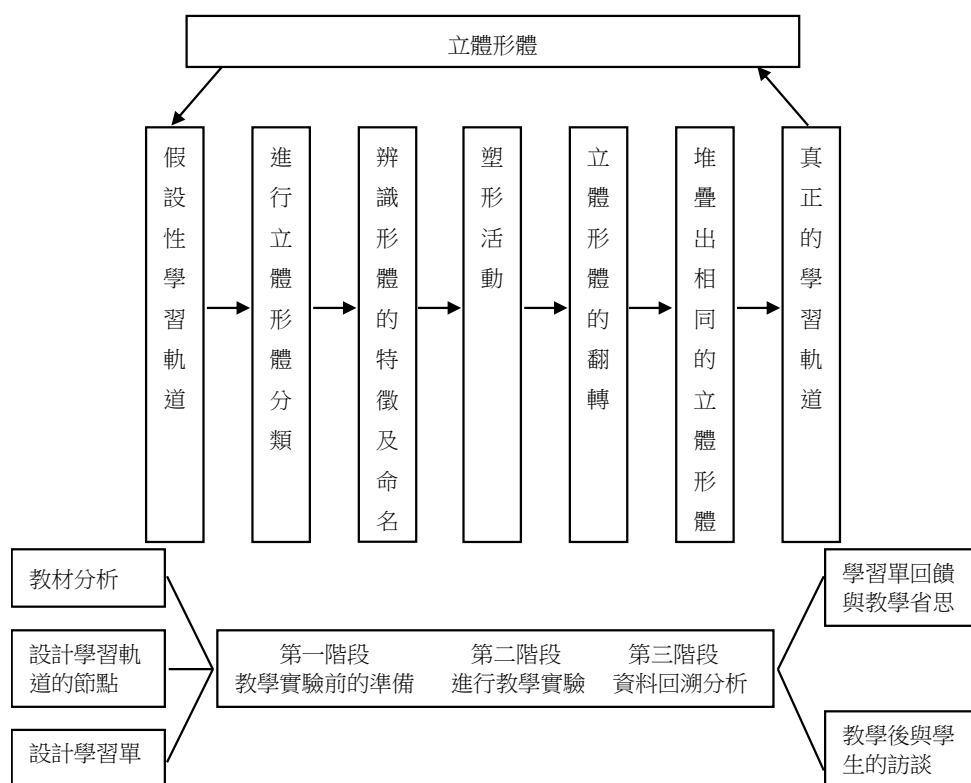 立體形體
假設性學習軌道
進行立體形體分類
辨識形體的特徵及命名
塑形活動
立體形體的翻轉
堆疊出相同的立體形體
真正的學習軌道
教材分析
設計學習軌
道的節點
設計學習單
第一階段
教學實驗前的準備
第二階段
進行教學實驗
第三階段
資料回溯分析
學習單回饋
與教學省思
教學後與學
生的訪談